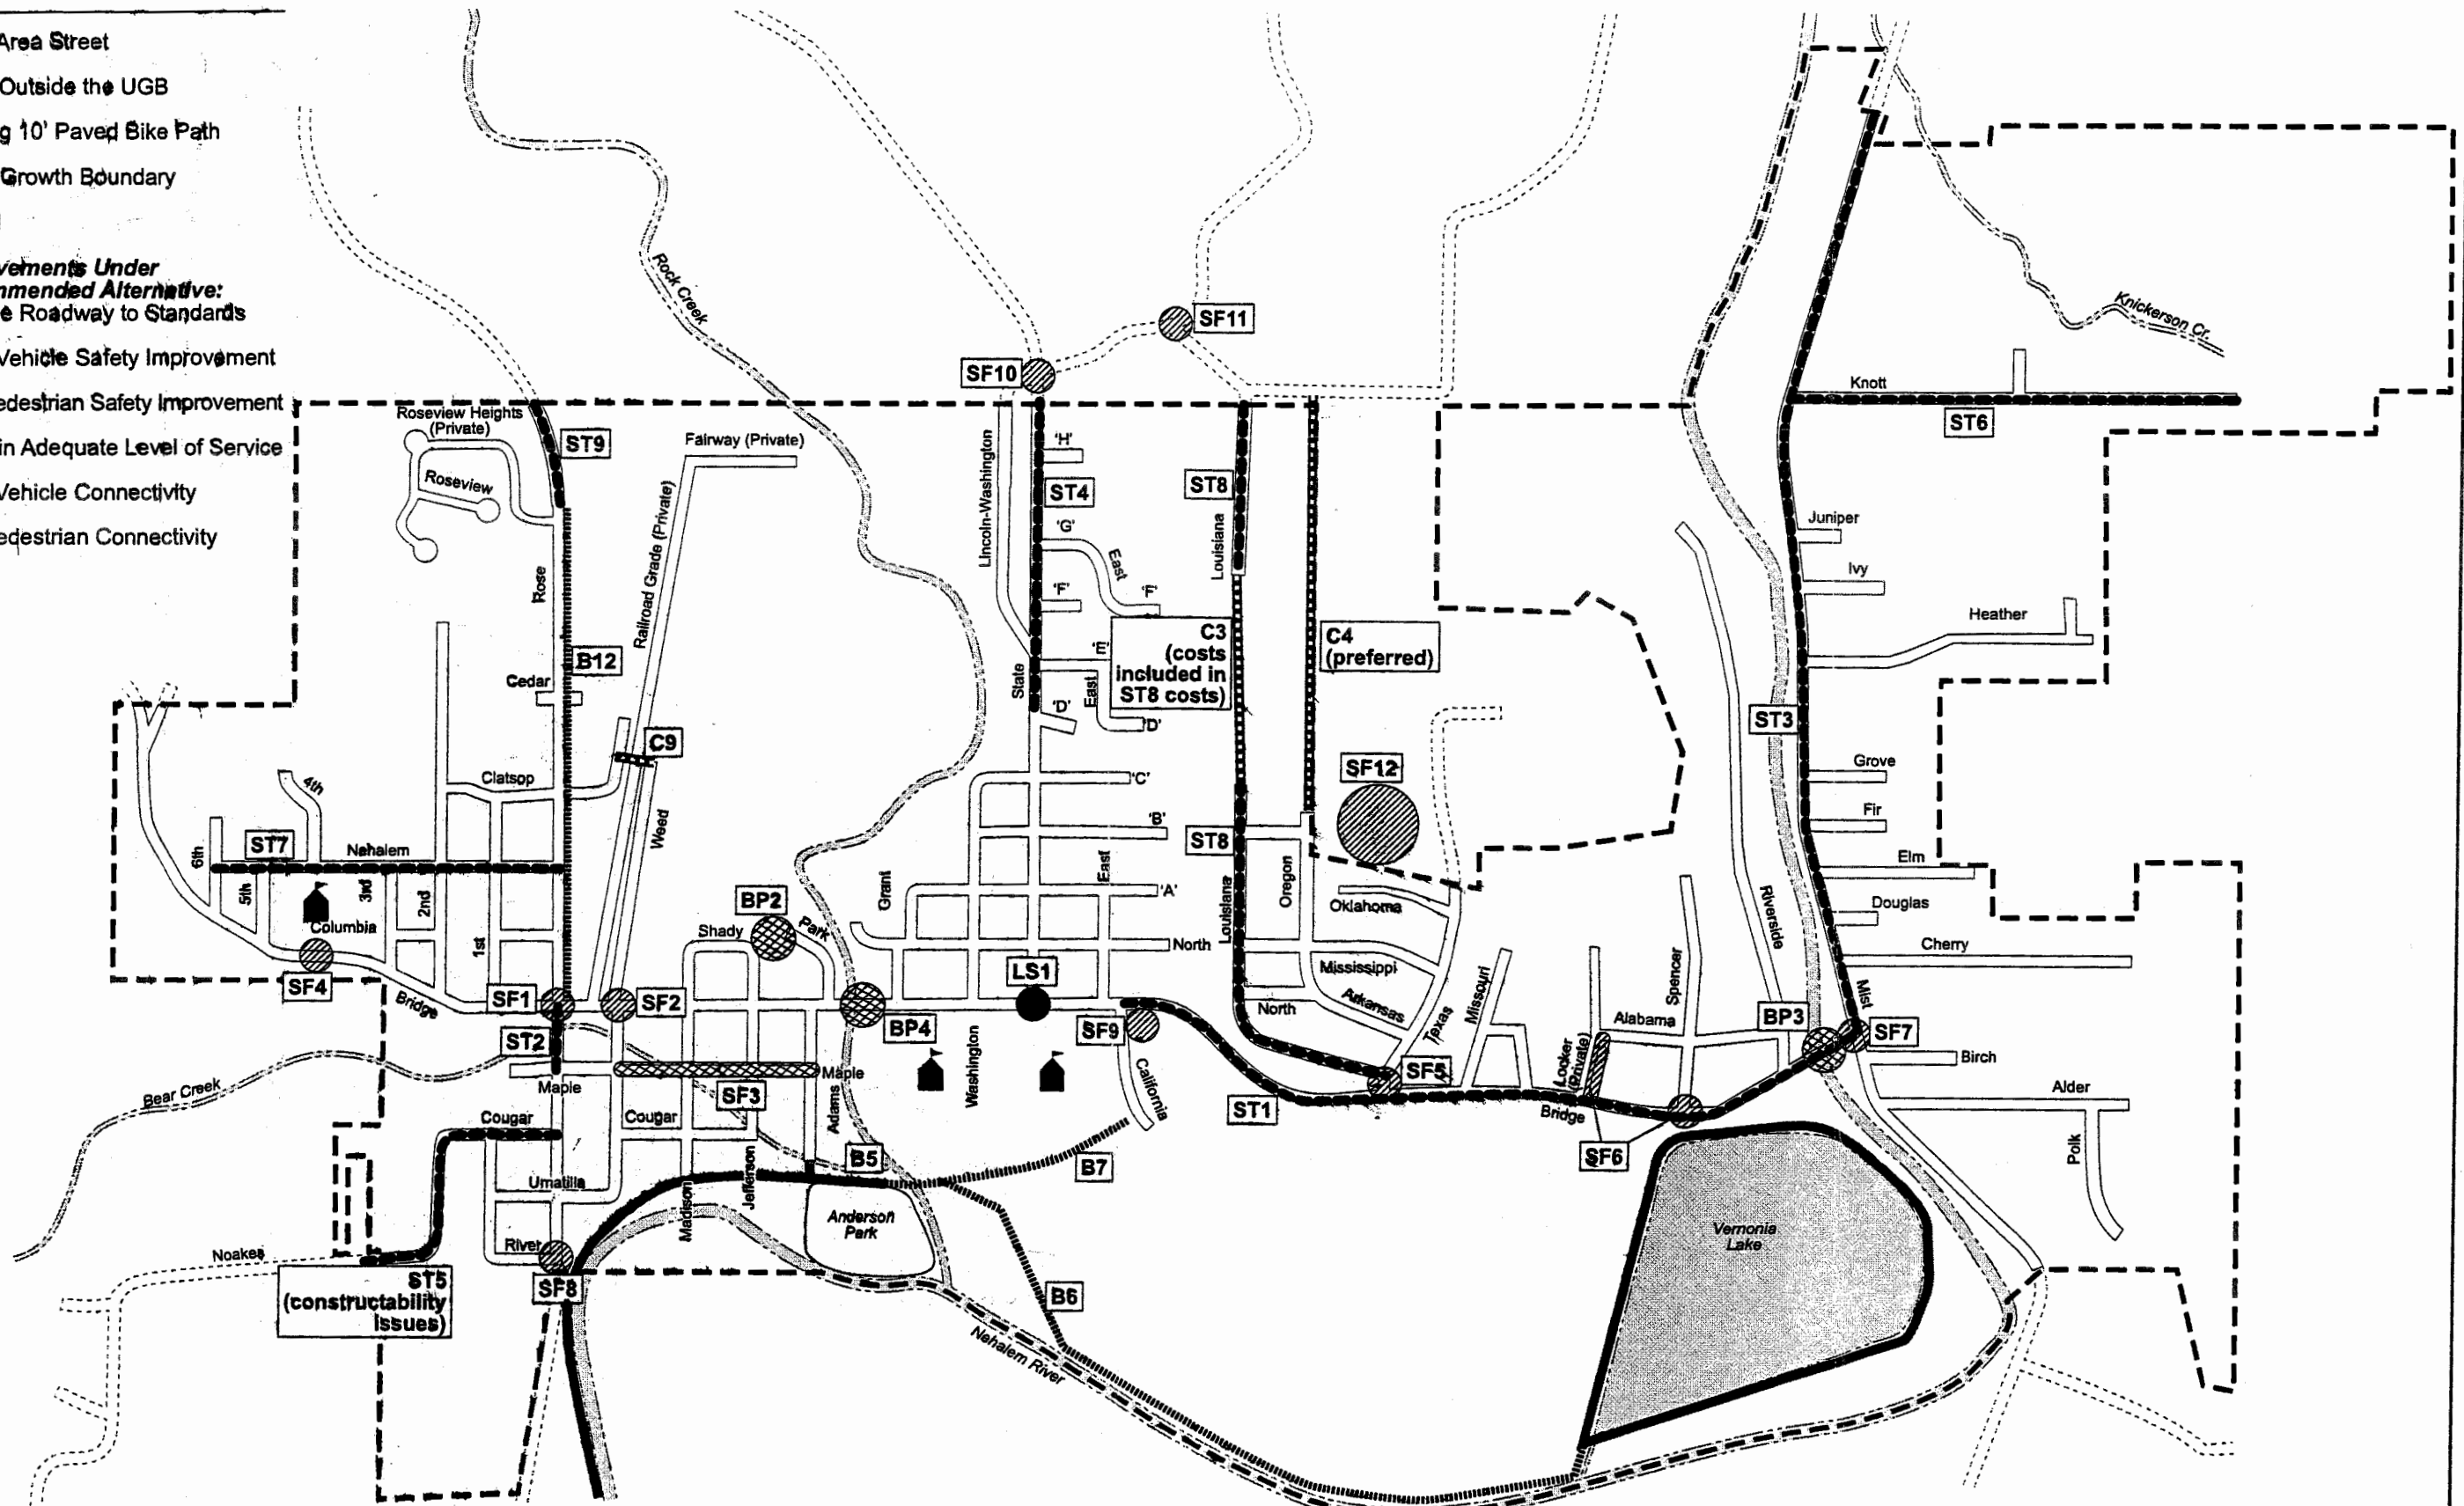 Area Street
Outside the UGB
g 10' Paved Bike Path
Growth Boundary
vements Under
mmended Alternative:
e Roadway to Standards
Vehicle Safety Improvement
edestrian Safety Improvement
in Adequate Level of Service
Vehicle Connectivity
edestrian Connectivity
Rock Creek
SF11
SF10
Knickerson Cr.
Knott
ST6
Roseview Heights
(Private)
ST9
Fairway (Private)
Roseview
Lincoln-Washington
'H'
ST4
'G'
East
'F'
'F'
ST8
Louisiana
Juniper
Ivy
Heather
Rose
Railroad Grade (Private)
B12
Cedar
State
'E'
East
'D'
'D'
C3
(costs
included in
ST8 costs)
C4
(preferred)
ST3
C9
Clatsop
4th
Weed
'C'
SF12
Grove
Fir
'B'
ST8
6th
ST7
Nehalem
5th
3rd
2nd
Columbia
1st
BP2
Shady
Park
Grant
East
'A'
Louisiana
Oregon
Oklahoma
Elm
Douglas
Riverside
Cherry
North
Mississippi
SF4
Bridge
SF1
SF2
LS1
BP4
SF9
North
Arkansas
Texas
Missouri
Spencer
Alabama
BP3
Mist
SF7
ST2
Maple
Maple
SF3
Adams
Washington
California
SF5
Locker
(Private)
Birch
Bear Creek
Cougar
Cougar
ST1
Bridge
Alder
Polk
B5
B7
SF6
Umatilla
Madison
Jefferson
Anderson
Park
Vernonia
Lake
Noakes
River
ST5
(constructability
issues)
SF8
B6
Nehalem River